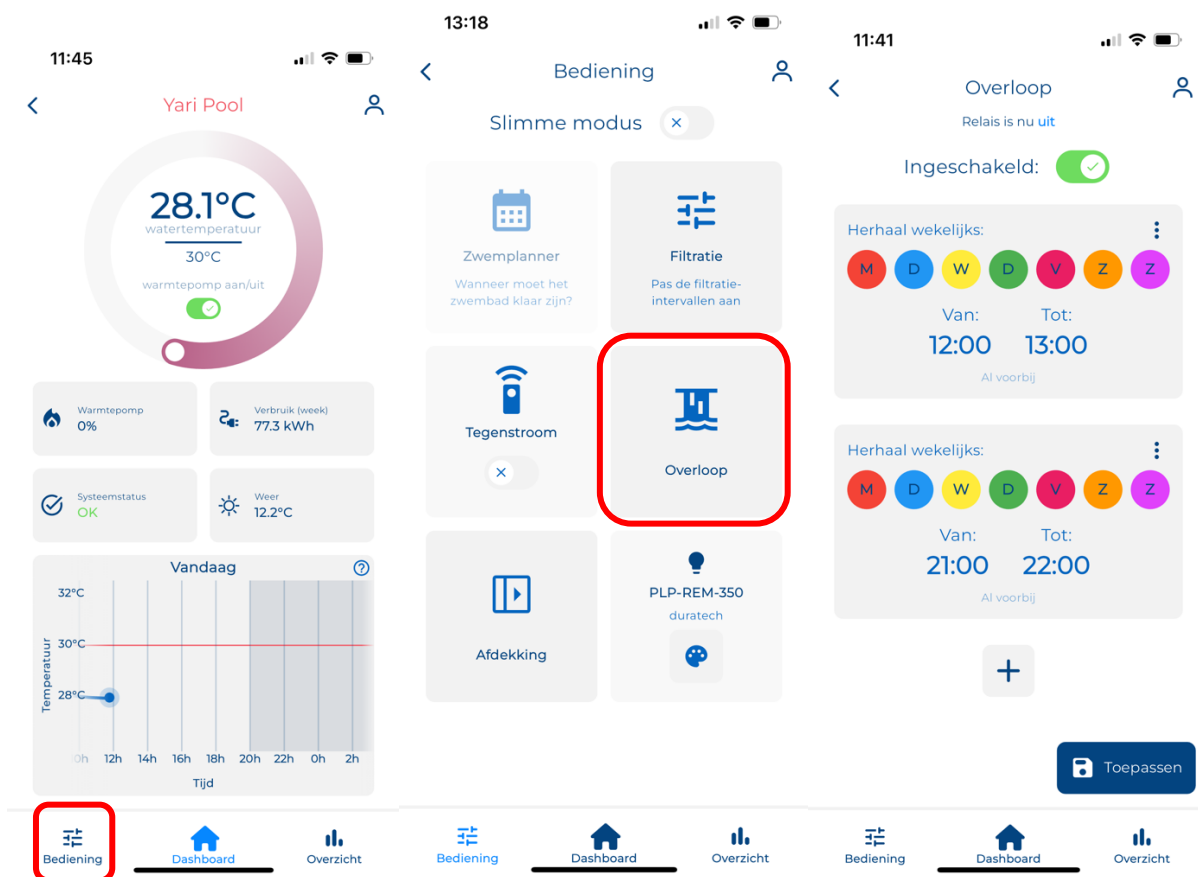 11:45
Yari Pool
28.1°C
watertemperatuur
30°C
warmtepomp aan/uit
Warmtepomp
0%
Verbruik (week)
77.3 kWh
Systeemstatus
OK
Weer
12.2°C
Vandaag
32°C
30°C
28°C
Temperatuur
0h 12h 14h 16h 18h 20h 22h 0h 2h
Tijd
Bediening
Dashboard
Overzicht
13:18
Bediening
Slimme modus
Zwemplanner
Wanneer moet het
zwembad klaar zijn?
Filtratie
Pas de filtratie-
intervallen aan
Tegenstroom
Overloop
Afdekking
PLP-REM-350
duratech
Bediening
Dashboard
Overzicht
11:41
Overloop
Relais is nu uit
Ingeschakeld:
Herhaal wekelijks:
M D W D V Z Z
Van: Tot:
12:00 13:00
Al voorbij
Herhaal wekelijks:
M D W D V Z Z
Van: Tot:
21:00 22:00
Al voorbij
+
Toepassen
Bediening
Dashboard
Overzicht